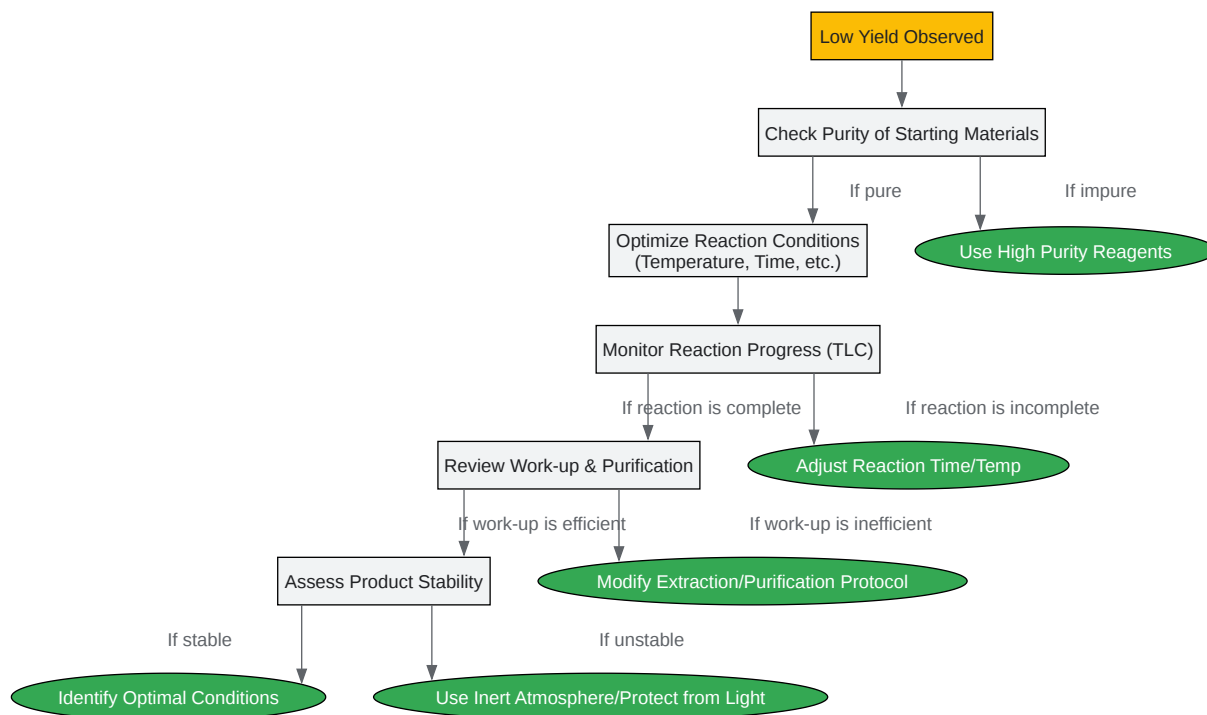 Low Yield Observed
Check Purity of Starting Materials
If pure
If impure
Optimize Reaction Conditions
(Temperature, Time, etc.)
Use High Purity Reagents
Monitor Reaction Progress (TLC)
If reaction is complete
If reaction is incomplete
Review Work-up & Purification
Adjust Reaction Time/Temp
If work-up is efficient
If work-up is inefficient
Assess Product Stability
Modify Extraction/Purification Protocol
If stable
If unstable
Identify Optimal Conditions
Use Inert Atmosphere/Protect from Light